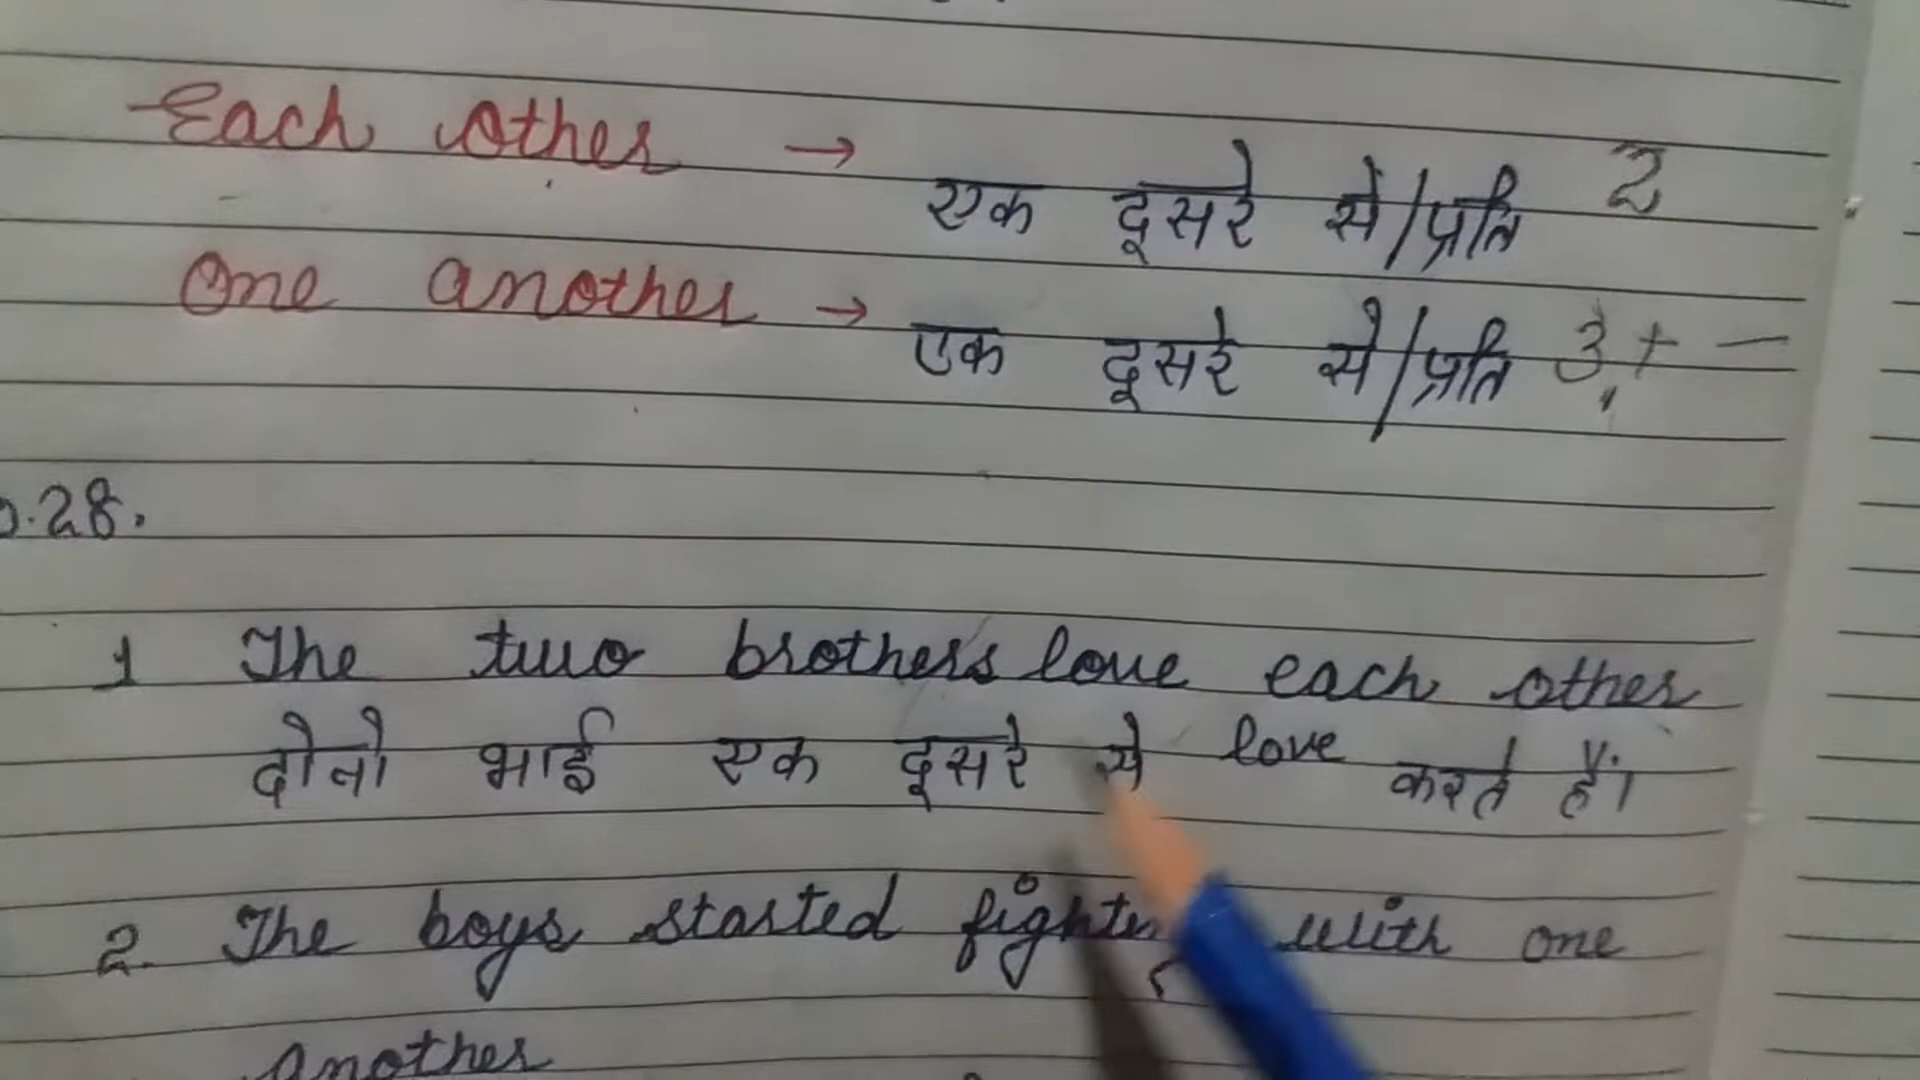 Each other → एक दूसरे से/प्रति 2
One another → एक दूसरे से/प्रति 3+ —
.28.
1 The two brothers love each other
दोनो भाई एक दूसरे से love करते हैं।
2. The boys started with one
another